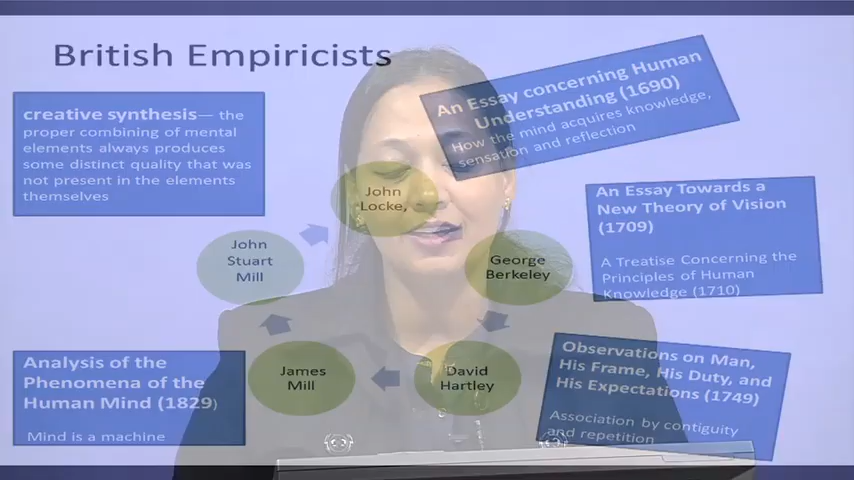 British Empiricists
creative synthesis— the
proper combining of mental
elements always produces
some distinct quality that was
not present in the elements
themselves
An Essay concerning Human
Understanding (1690)
How the mind acquires knowledge,
sensation and reflection
John
Locke,
An Essay Towards a
New Theory of Vision
(1709)
A Treatise Concerning the
Principles of Human
Knowledge (1710)
John
Stuart
Mill
George
Berkeley
Analysis of the
Phenomena of the
Human Mind (1829)
Mind is a machine
James
Mill
David
Hartley
Observations on Man,
His Frame, His Duty, and
His Expectations (1749)
Association by contiguity
and repetition